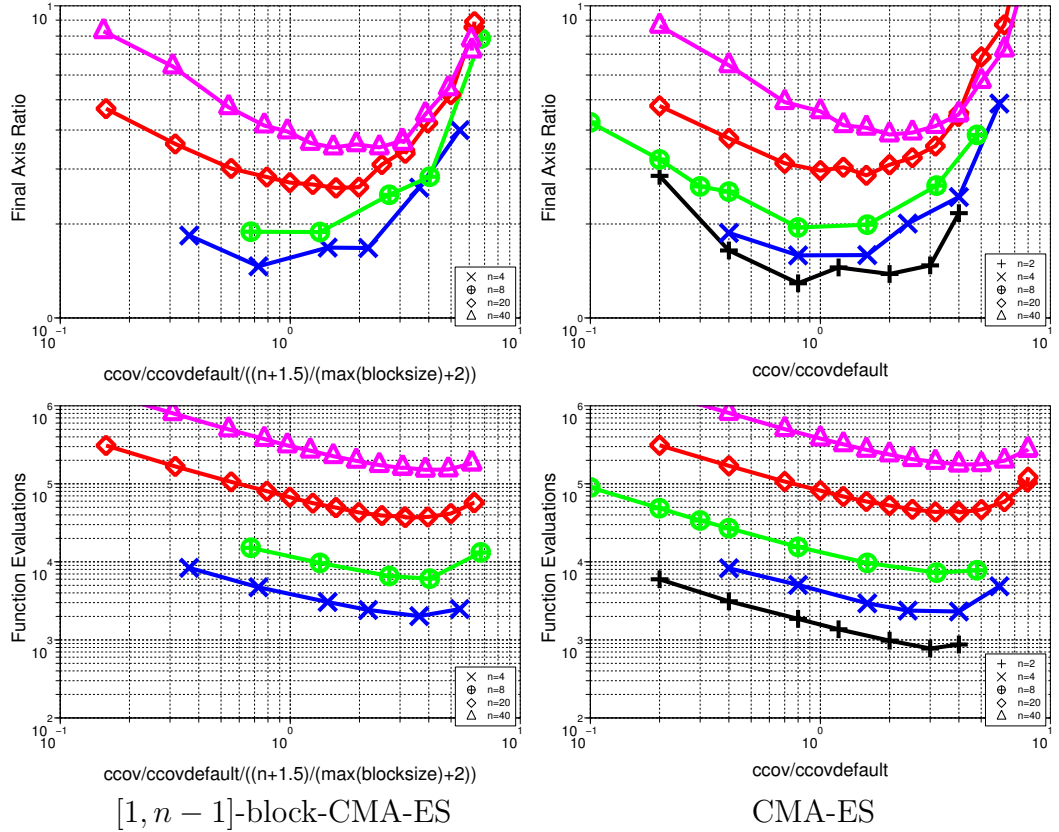 10 1
Final Axis Ratio
10 0
10 −1
10 0
10 1
n=4
n=8
n=20
n=40
ccov/ccovdefault/((n+1.5)/(max(blocksize)+2))
10 1
Final Axis Ratio
10 0
10 −1
10 0
10 1
n=2
n=4
n=8
n=20
n=40
ccov/ccovdefault
10 6
10 5
10 4
10 3
10 2
Function Evaluations
10 −1
10 0
10 1
n=4
n=8
n=20
n=40
ccov/ccovdefault/((n+1.5)/(max(blocksize)+2))
[1, n − 1]-block-CMA-ES
10 6
10 5
10 4
10 3
10 2
Function Evaluations
10 −1
10 0
10 1
n=2
n=4
n=8
n=20
n=40
ccov/ccovdefault
CMA-ES